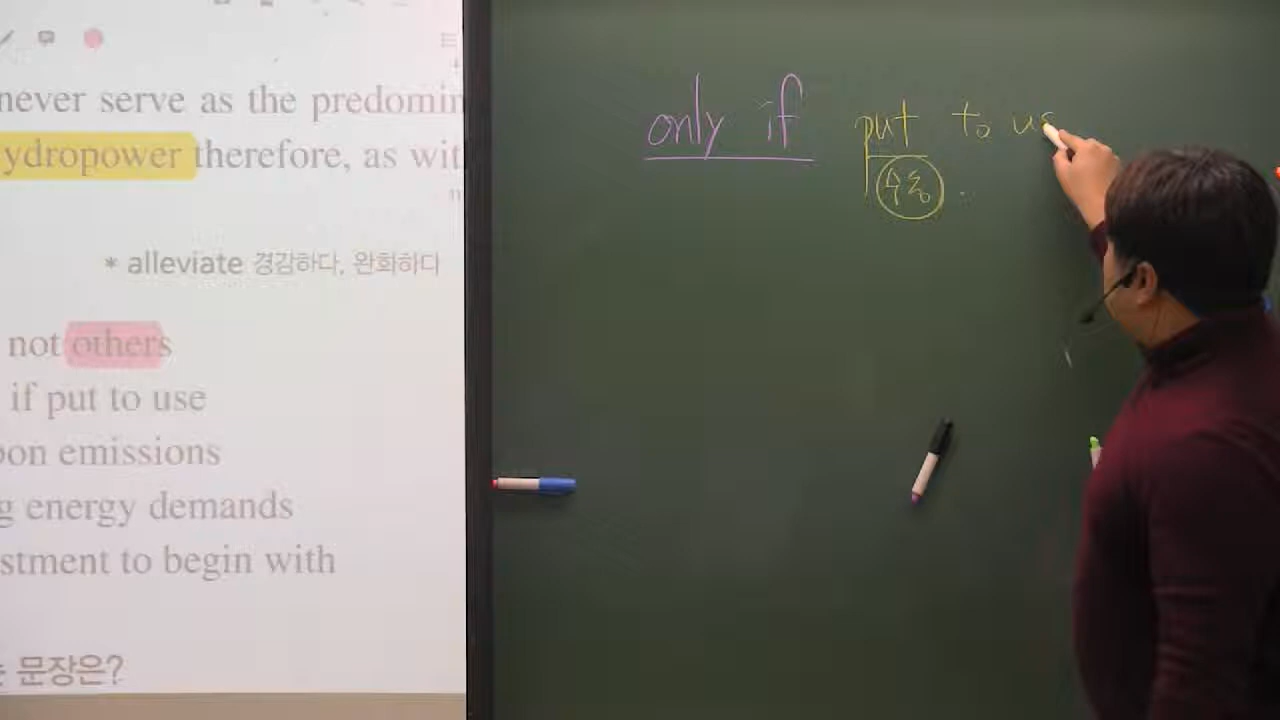 never serve as the predomin
ydropower therefore, as wit
* alleviate 경감하다, 완화하다
not others
if put to use
oon emissions
g energy demands
stment to begin with
문장은?
only if put to us
수동